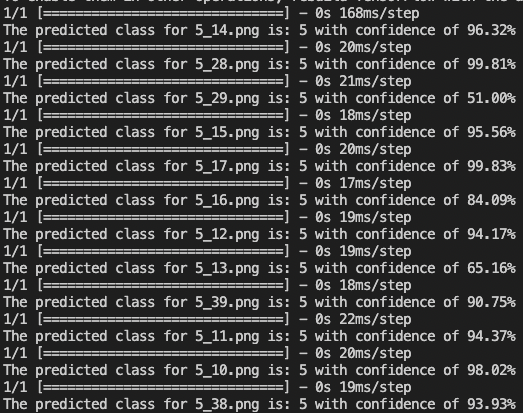 1/1 [==============================] - 0s 168ms/step
The predicted class for 5_14.png is: 5 with confidence of 96.32%
1/1 [==============================] - 0s 20ms/step
The predicted class for 5_28.png is: 5 with confidence of 99.81%
1/1 [==============================] - 0s 21ms/step
The predicted class for 5_29.png is: 5 with confidence of 51.00%
1/1 [==============================] - 0s 18ms/step
The predicted class for 5_15.png is: 5 with confidence of 95.56%
1/1 [==============================] - 0s 20ms/step
The predicted class for 5_17.png is: 5 with confidence of 99.83%
1/1 [==============================] - 0s 17ms/step
The predicted class for 5_16.png is: 5 with confidence of 84.09%
1/1 [==============================] - 0s 19ms/step
The predicted class for 5_12.png is: 5 with confidence of 94.17%
1/1 [==============================] - 0s 19ms/step
The predicted class for 5_13.png is: 5 with confidence of 65.16%
1/1 [==============================] - 0s 18ms/step
The predicted class for 5_39.png is: 5 with confidence of 90.75%
1/1 [==============================] - 0s 22ms/step
The predicted class for 5_11.png is: 5 with confidence of 94.37%
1/1 [==============================] - 0s 20ms/step
The predicted class for 5_10.png is: 5 with confidence of 98.02%
1/1 [==============================] - 0s 19ms/step
The predicted class for 5_38.png is: 5 with confidence of 93.93%